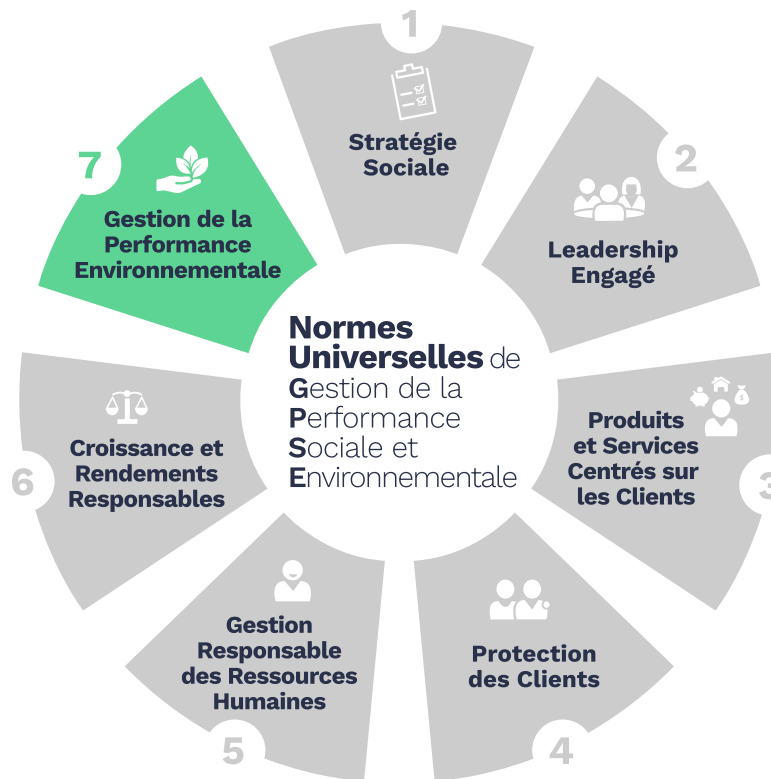 1
Stratégie
Sociale
2
Leadership
Engagé
3
Produits
et Services
Centrés sur
les Clients
4
Protection
des Clients
5
Gestion
Responsable
des Ressources
Humaines
6
Croissance et
Rendements
Responsables
7
Gestion de la
Performance
Environnementale
Normes
Universelles de
Gestion de la
Performance
Sociale et
Environnementale